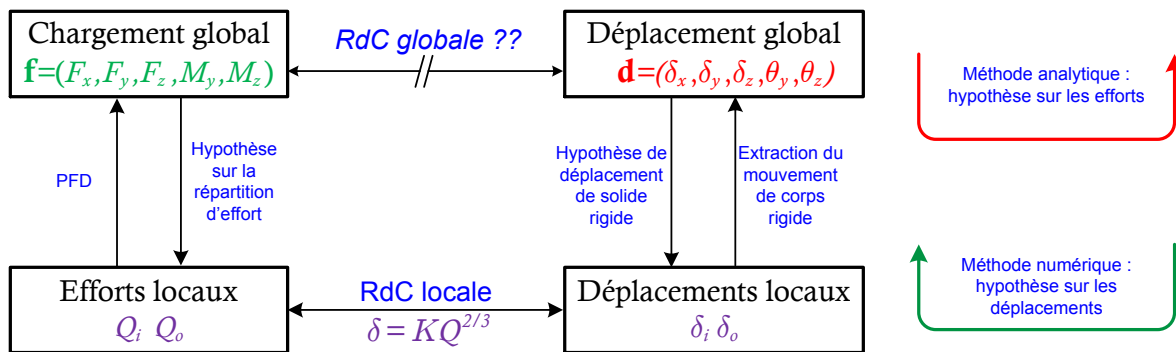 Chargement global
f=(Fx,Fy,Fz,My,Mz)
RdC globale ??
Déplacement global
d=(δx,δy,δz,θy,θz)
Méthode analytique :
hypothèse sur les efforts
PFD
Hypothèse
sur la
répartition
d'effort
Hypothèse de
déplacement
de solide
rigide
Extraction du
mouvement
de corps
rigide
Efforts locaux
Qi Qo
RdC locale
δ = KQ^2/3
Déplacements locaux
δi δo
Méthode numérique :
hypothèse sur les
déplacements